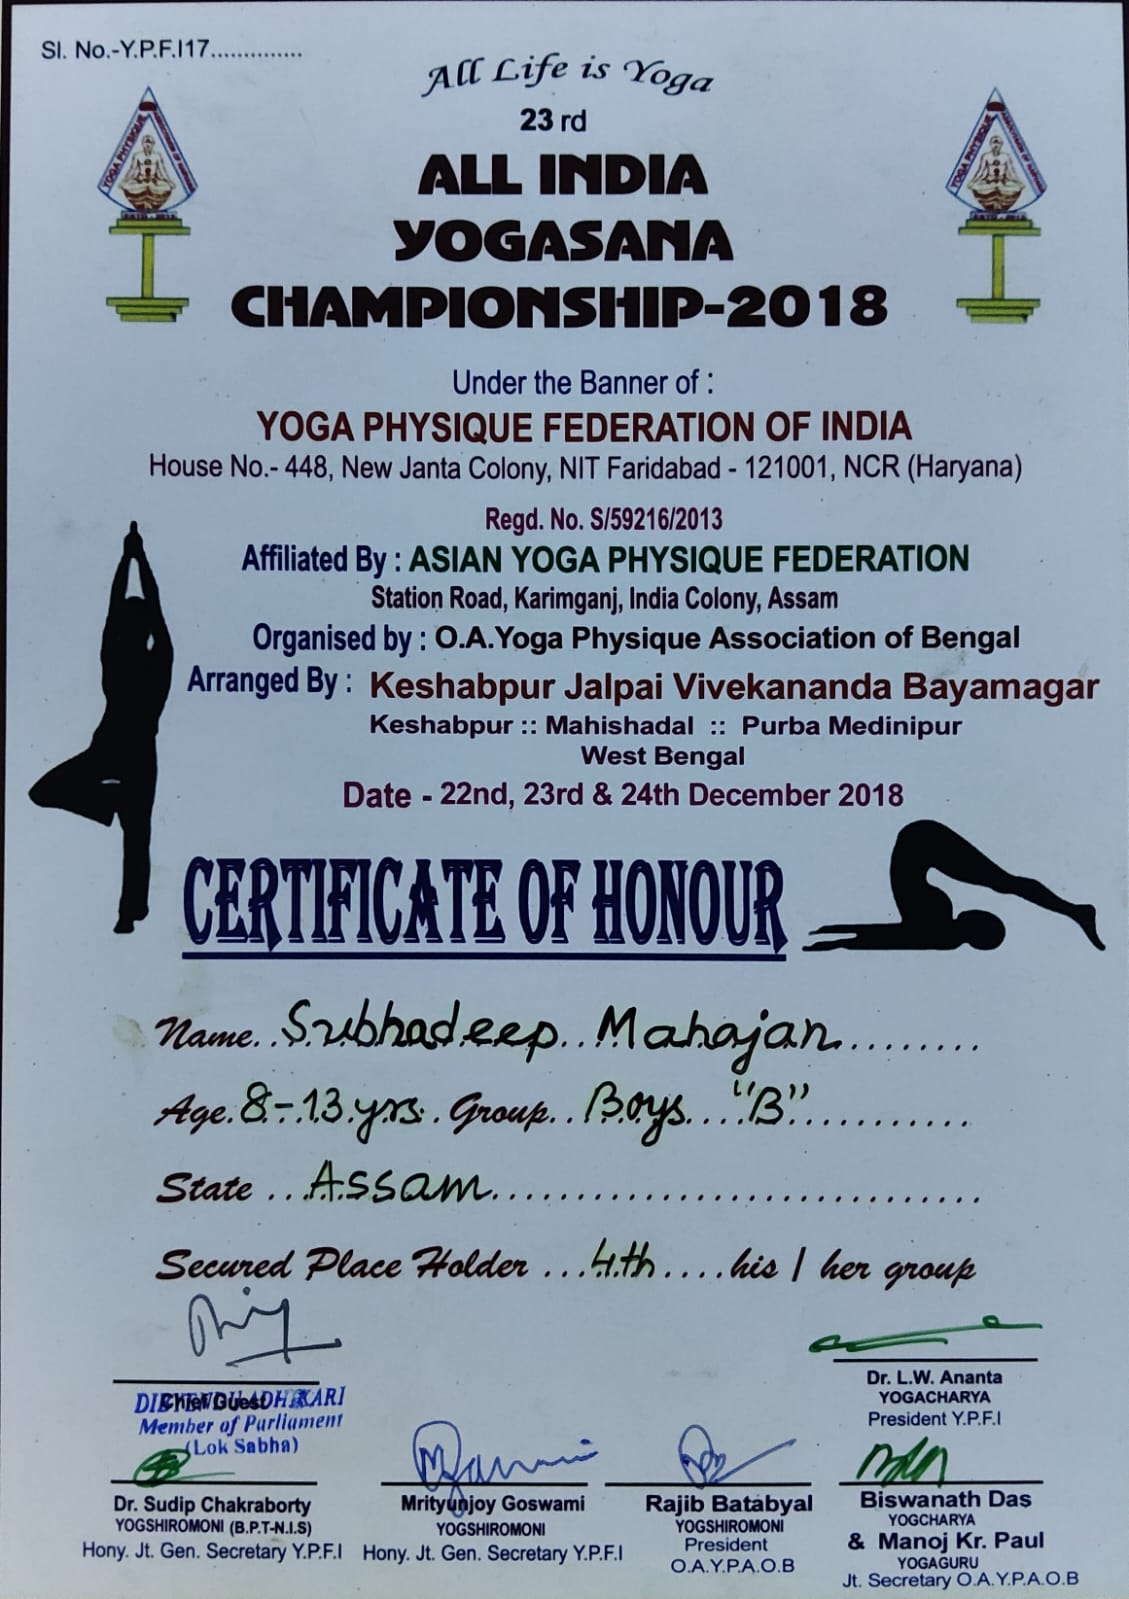 Sl. No.-Y.P.F.I17..............
All Life is Yoga
23 rd
ALL INDIA
YOGASANA
CHAMPIONSHIP-2018
Under the Banner of :
YOGA PHYSIQUE FEDERATION OF INDIA
House No.- 448, New Janta Colony, NIT Faridabad - 121001, NCR (Haryana)
Regd. No. S/59216/2013
Affiliated By : ASIAN YOGA PHYSIQUE FEDERATION
Station Road, Karimganj, India Colony, Assam
Organised by : O.A.Yoga Physique Association of Bengal
Arranged By : Keshabpur Jalpai Vivekananda Bayamagar
Keshabpur :: Mahishadal :: Purba Medinipur
West Bengal
Date - 22nd, 23rd & 24th December 2018
CERTIFICATE OF HONOUR
Name.. Subhadeep.. Mahajan........
Age. 8-13 yrs. Group.. Boys.... "B"...........
State ... Assam..............................
Secured Place Holder ...4th....his / her group
Chief Guest
DIBYENDU ADHIKARI
Member of Parliament
(Lok Sabha)
Dr. L.W. Ananta
YOGACHARYA
President Y.P.F.I
Dr. Sudip Chakraborty
YOGSHIROMONI (B.P.T-N.I.S)
Hony. Jt. Gen. Secretary Y.P.F.I
Mrityunjoy Goswami
YOGSHIROMONI
Hony. Jt. Gen. Secretary Y.P.F.I
Rajib Batabyal
YOGSHIROMONI
President
O.A.Y.P.A.O.B
Biswanath Das
YOGCHARYA
& Manoj Kr. Paul
YOGAGURU
Jt. Secretary O.A.Y.P.A.O.B